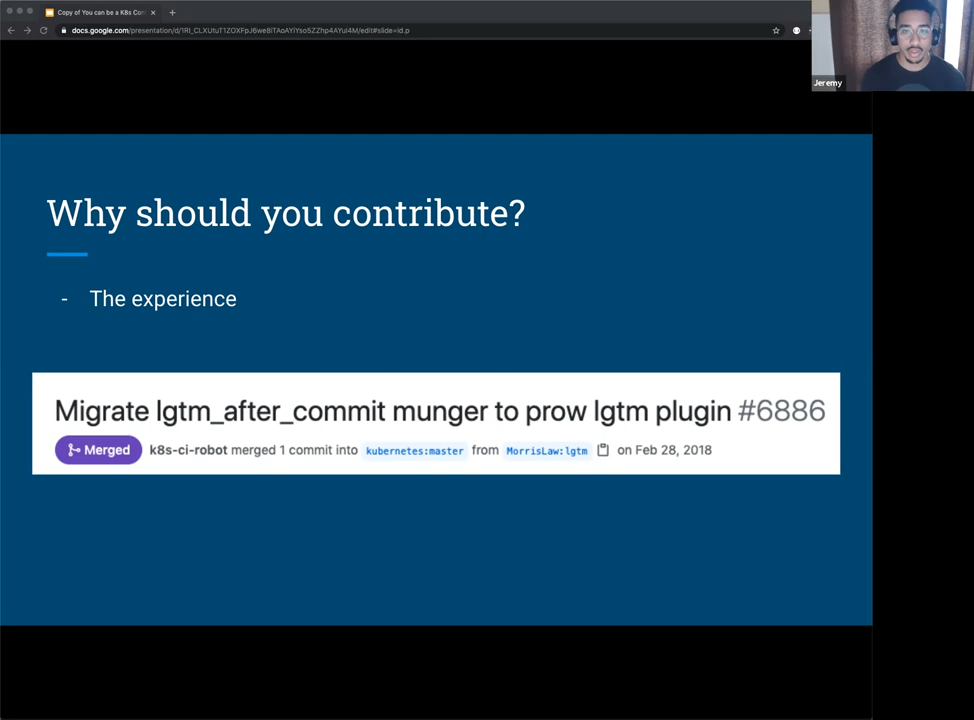 Copy of You can be a K8s Con
docs.google.com/presentation/d/1RI_CLXUtuT1ZOXFpJ6we8lTAoAYiYso5ZZhp4AYuI4M/edit#slide=id.p
Jeremy
Why should you contribute?
- The experience
Migrate lgtm_after_commit munger to prow lgtm plugin #6886
Merged k8s-ci-robot merged 1 commit into kubernetes:master from MorrisLaw:lgtm on Feb 28, 2018